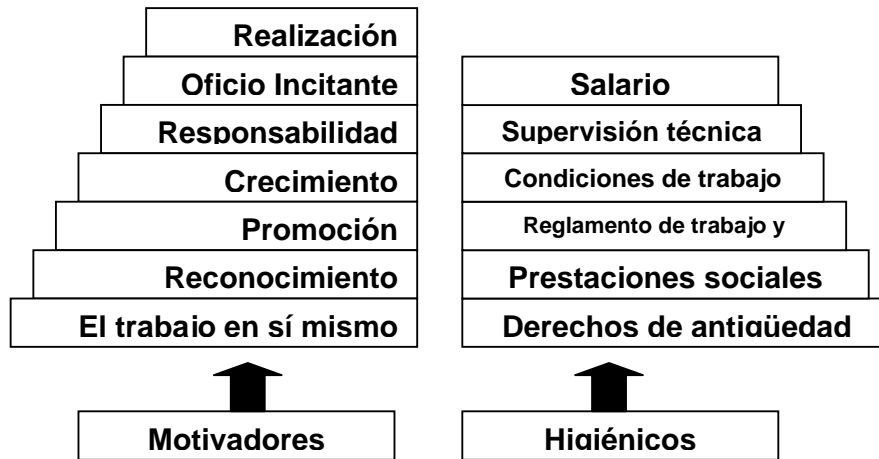 Realización
Oficio Incitante
Responsabilidad
Crecimiento
Promoción
Reconocimiento
El trabajo en sí mismo
Motivadores
Salario
Supervisión técnica
Condiciones de trabajo
Reglamento de trabajo y
Prestaciones sociales
Derechos de antigüedad
Higiénicos